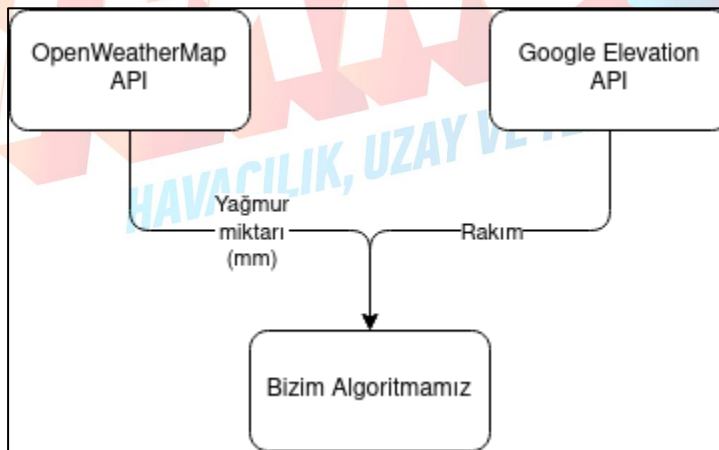 OpenWeatherMap
API
Google Elevation
API
HAVACILIK, UZAY VE
Yağmur
miktarı
(mm)
Rakım
Bizim Algoritmamız